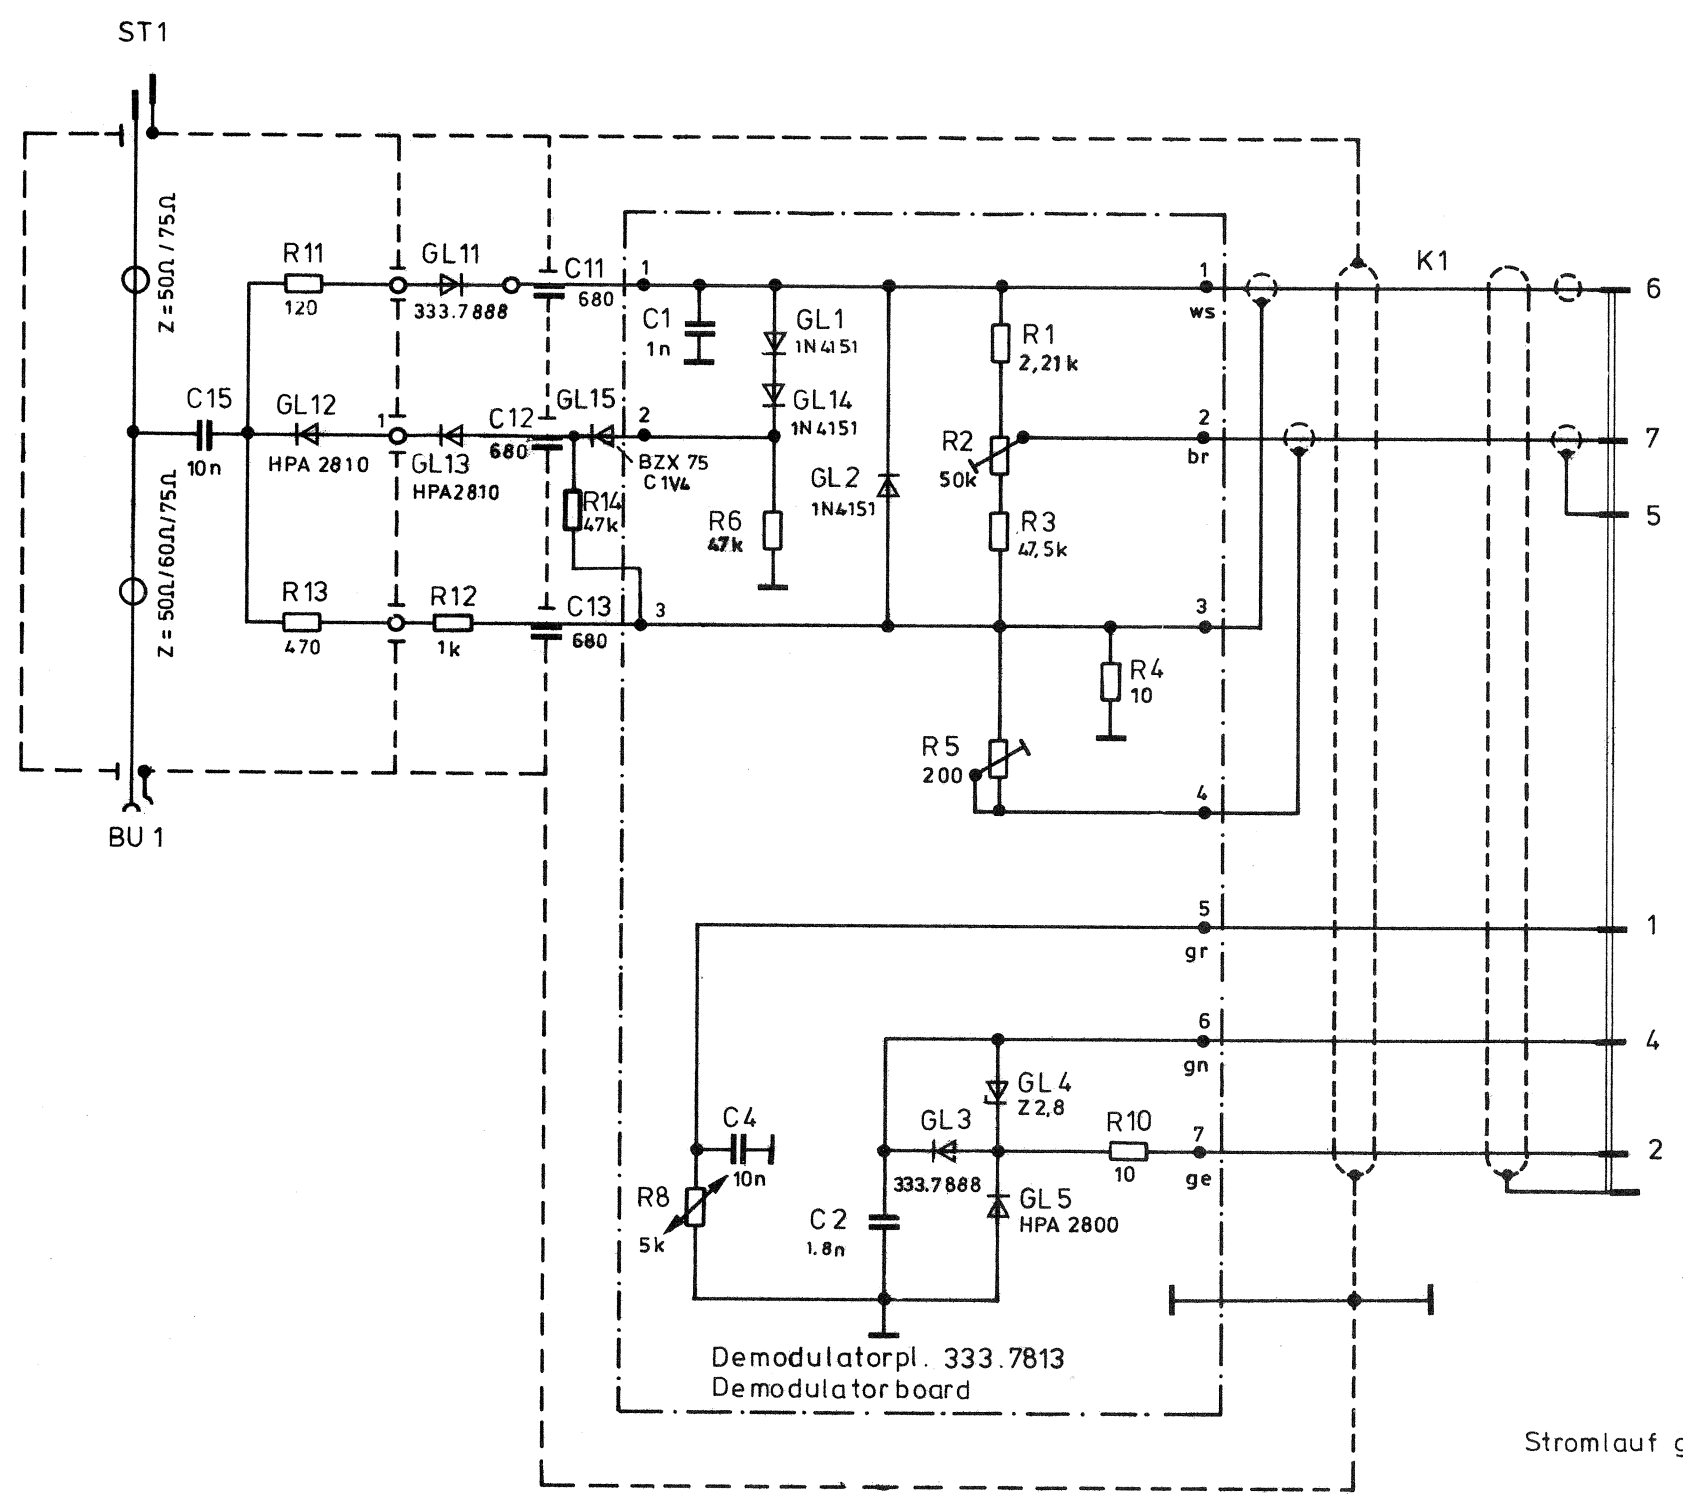 ST1
Z=50Ω/75Ω
R11
120
GL11
333.7888
C11
680
1
C1
1n
GL1
1N4151
GL14
1N4151
R1
2,21k
1
ws
K1
6
C15
10n
GL12
HPA 2810
1
GL13
HPA2810
C12
680
GL15
BZX 75
C1V4
2
R14
47k
R6
47k
GL2
1N4151
R2
50k
R3
47,5k
2
br
7
5
Z=50Ω/60Ω/75Ω
R13
470
R12
1k
C13
680
3
3
R4
10
R5
200
4
BU 1
5
gr
1
6
gn
4
GL4
Z2,8
C4
10n
GL3
333.7888
R10
10
7
ge
2
R8
5k
C2
1.8n
GL5
HPA 2800
Demodulatorpl. 333.7813
Demodulatorboard
Stromlauf g